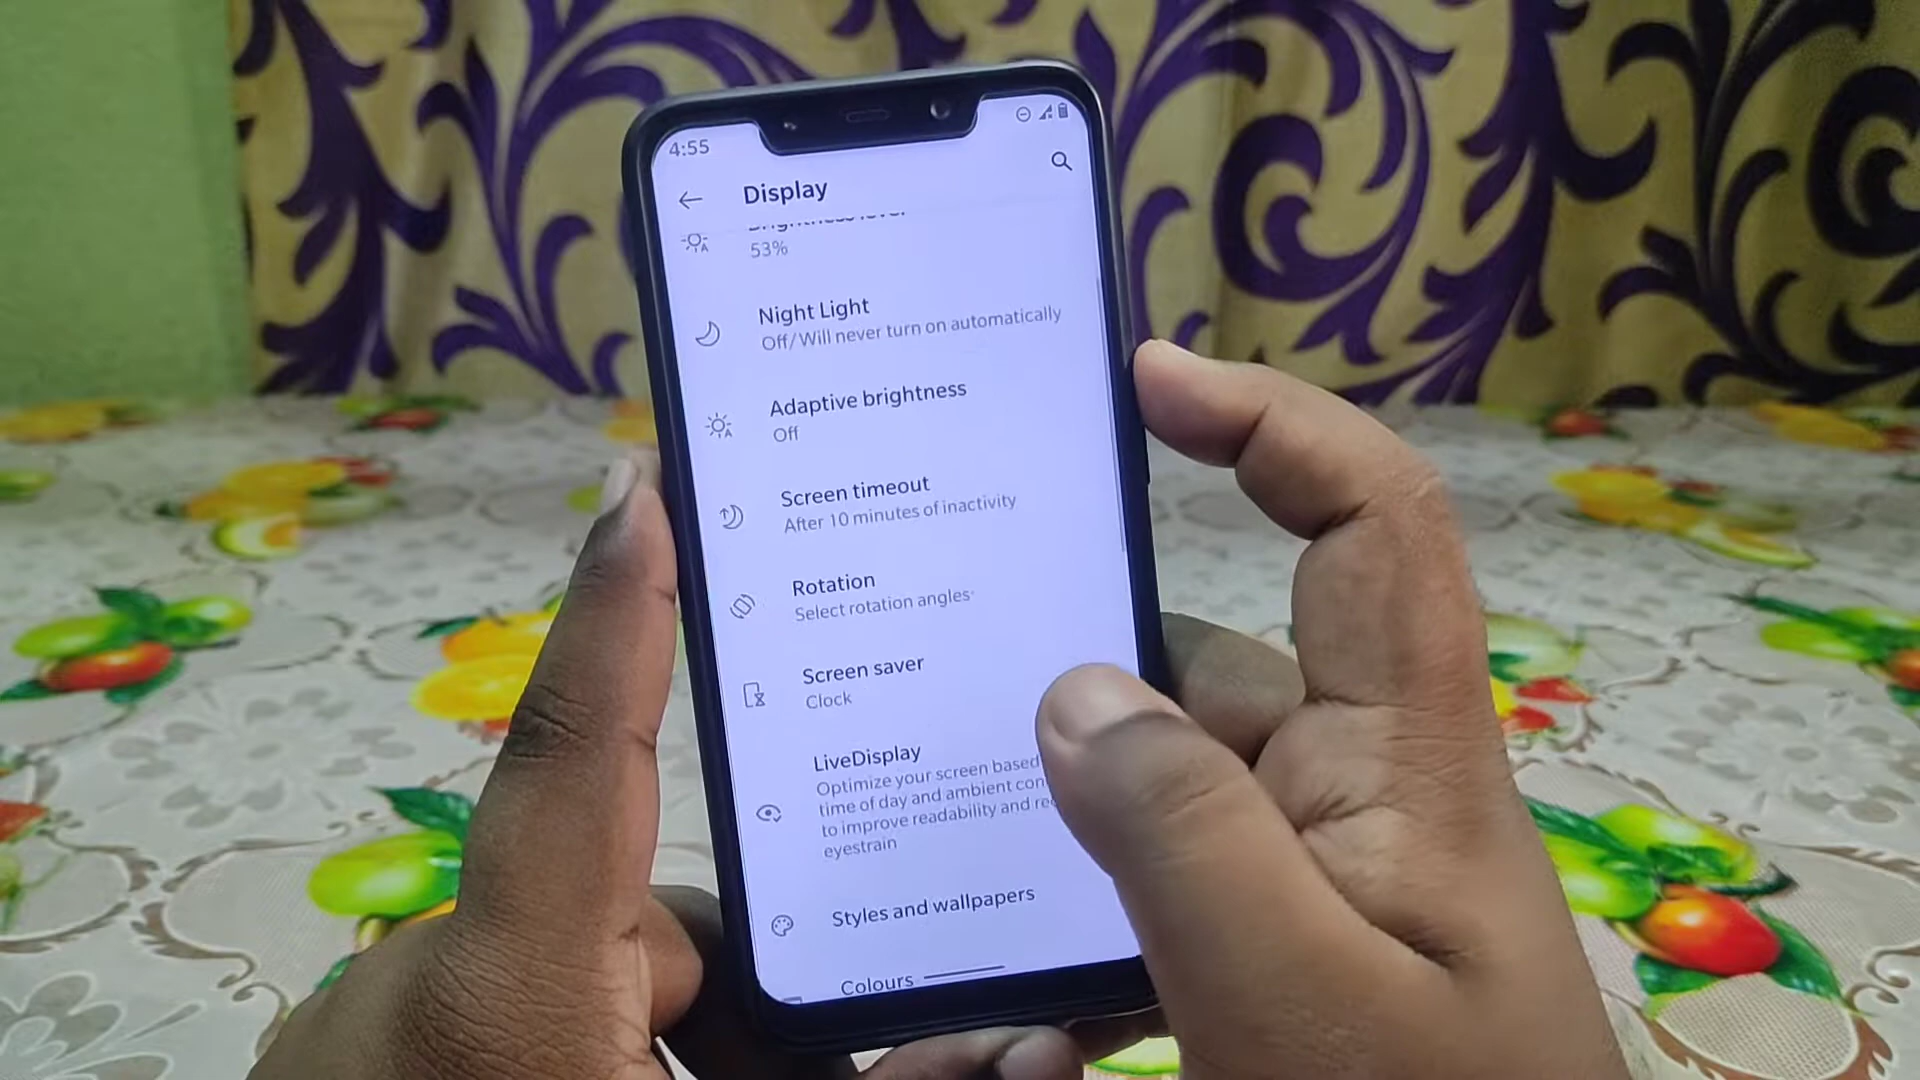 4:55
Display
53%
Night Light
Off/Will never turn on automatically
Adaptive brightness
Off
Screen timeout
After 10 minutes of inactivity
Rotation
Select rotation angles
Screen saver
Clock
LiveDisplay
Optimize your screen based
time of day and ambient con
to improve readability and re
eyestrain
Styles and wallpapers
Colours